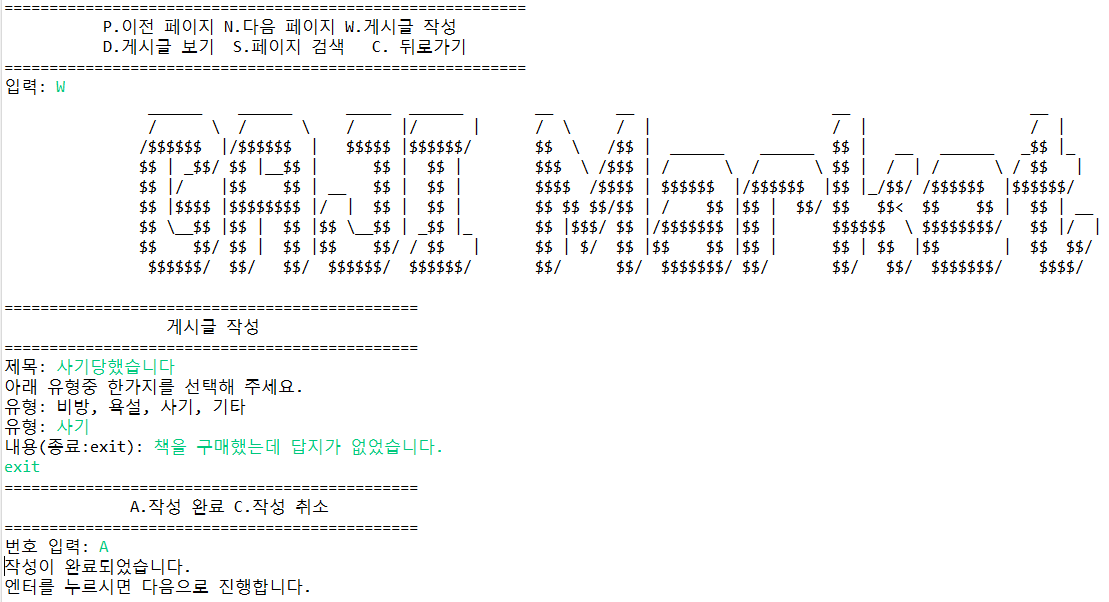 ==========================================================
P.이전 페이지 N.다음 페이지 W.게시글 작성
D.게시글 보기  S.페이지 검색   C. 뒤로가기
==========================================================
입력: W
GAJI Market
==============================================
게시글 작성
==============================================
제목: 사기당했습니다
아래 유형중 한가지를 선택해 주세요.
유형: 비방, 욕설, 사기, 기타
유형: 사기
내용(종료:exit): 책을 구매했는데 답지가 없었습니다.
exit
==============================================
A.작성 완료 C.작성 취소
==============================================
번호 입력: A
작성이 완료되었습니다.
엔터를 누르시면 다음으로 진행합니다.